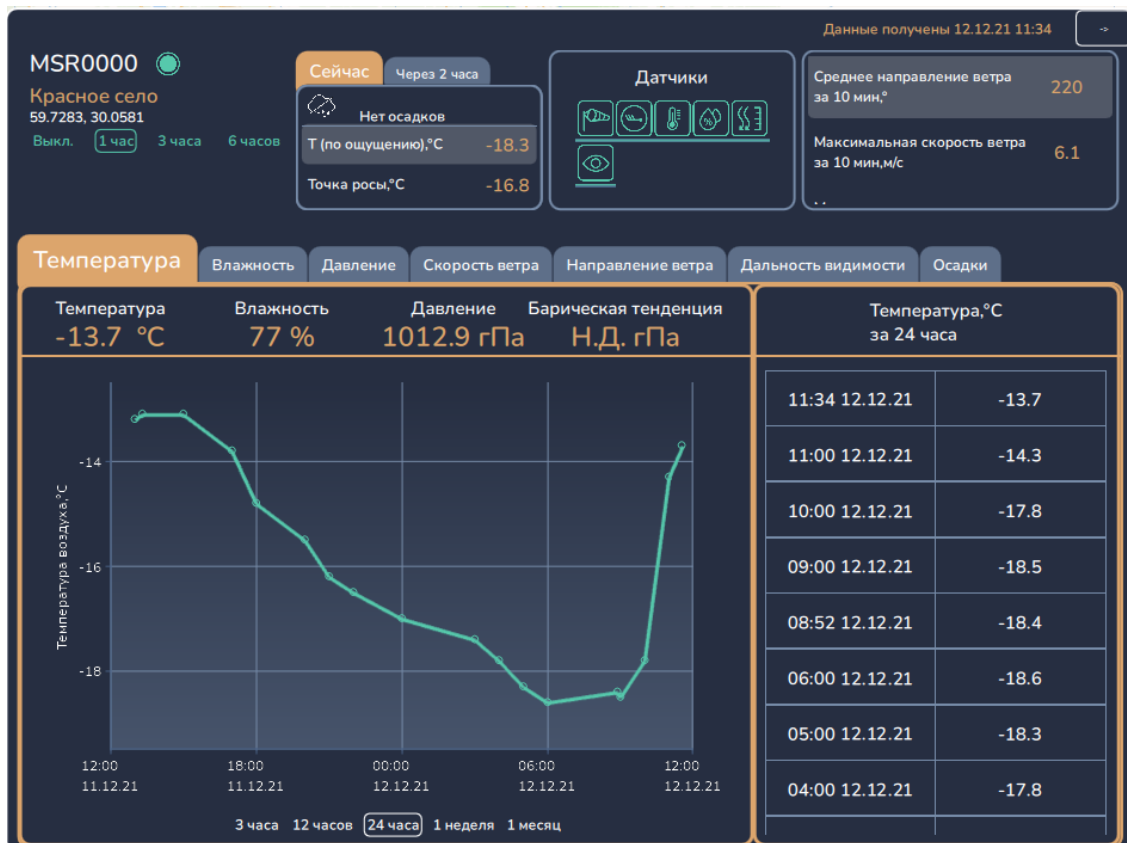 Данные получены 12.12.21 11:34
->
MSR0000
Красное село
59.7283, 30.0581
Выкл. 1 час 3 часа 6 часов
Сейчас Через 2 часа
Нет осадков
Т (по ощущению),°C -18.3
Точка росы,°C -16.8
Датчики
%
Среднее направление ветра
за 10 мин,° 220
Максимальная скорость ветра
за 10 мин,м/с 6.1
Температура Влажность Давление Скорость ветра Направление ветра Дальность видимости Осадки
Температура Влажность Давление Барическая тенденция
-13.7 °C 77 % 1012.9 гПа Н.Д. гПа
Температура воздуха,°C
-14
-16
-18
12:00 18:00 00:00 06:00 12:00
11.12.21 11.12.21 12.12.21 12.12.21 12.12.21
3 часа 12 часов 24 часа 1 неделя 1 месяц
Температура,°C
за 24 часа
11:34 12.12.21 -13.7
11:00 12.12.21 -14.3
10:00 12.12.21 -17.8
09:00 12.12.21 -18.5
08:52 12.12.21 -18.4
06:00 12.12.21 -18.6
05:00 12.12.21 -18.3
04:00 12.12.21 -17.8